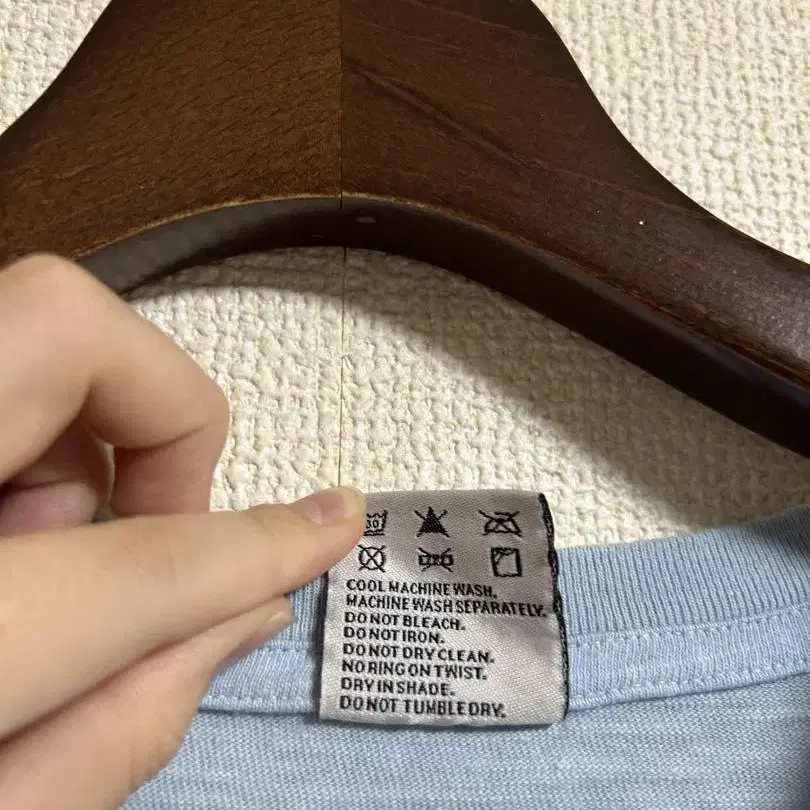 30
COOL MACHINE WASH.
MACHINE WASH SEPARATELY.
DO NOT BLEACH.
DO NOT IRON.
DO NOT DRY CLEAN.
NO RING ON TWIST.
DRY IN SHADE.
DO NOT TUMBLE DRY.